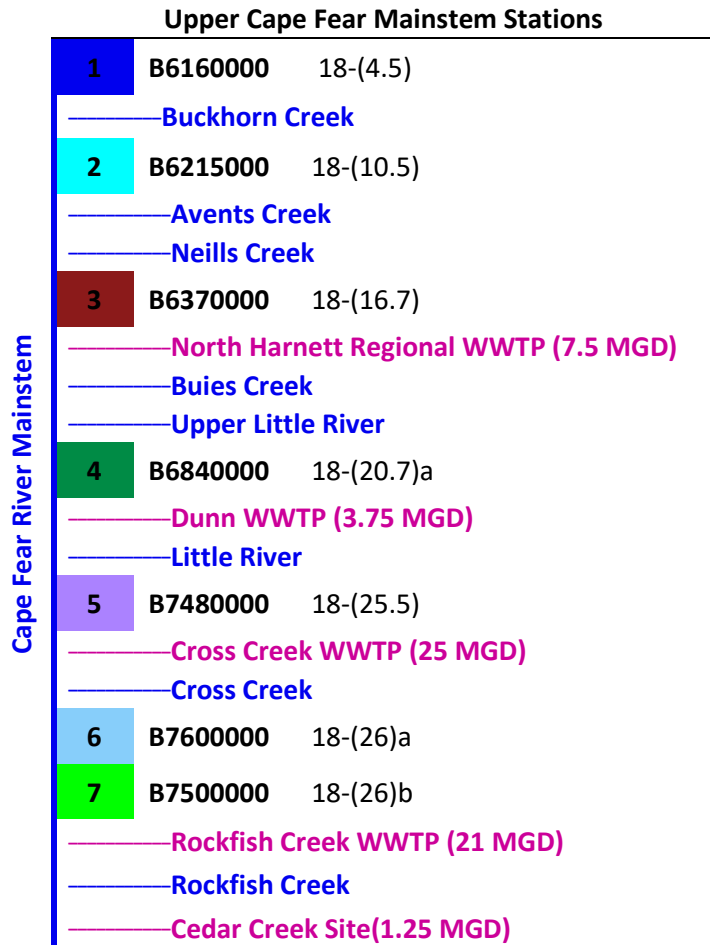 Upper Cape Fear Mainstem Stations
Cape Fear River Mainstem
1 B6160000 18-(4.5)
Buckhorn Creek
2 B6215000 18-(10.5)
Avents Creek
Neills Creek
3 B6370000 18-(16.7)
North Harnett Regional WWTP (7.5 MGD)
Buies Creek
Upper Little River
4 B6840000 18-(20.7)a
Dunn WWTP (3.75 MGD)
Little River
5 B7480000 18-(25.5)
Cross Creek WWTP (25 MGD)
Cross Creek
6 B7600000 18-(26)a
7 B7500000 18-(26)b
Rockfish Creek WWTP (21 MGD)
Rockfish Creek
Cedar Creek Site(1.25 MGD)